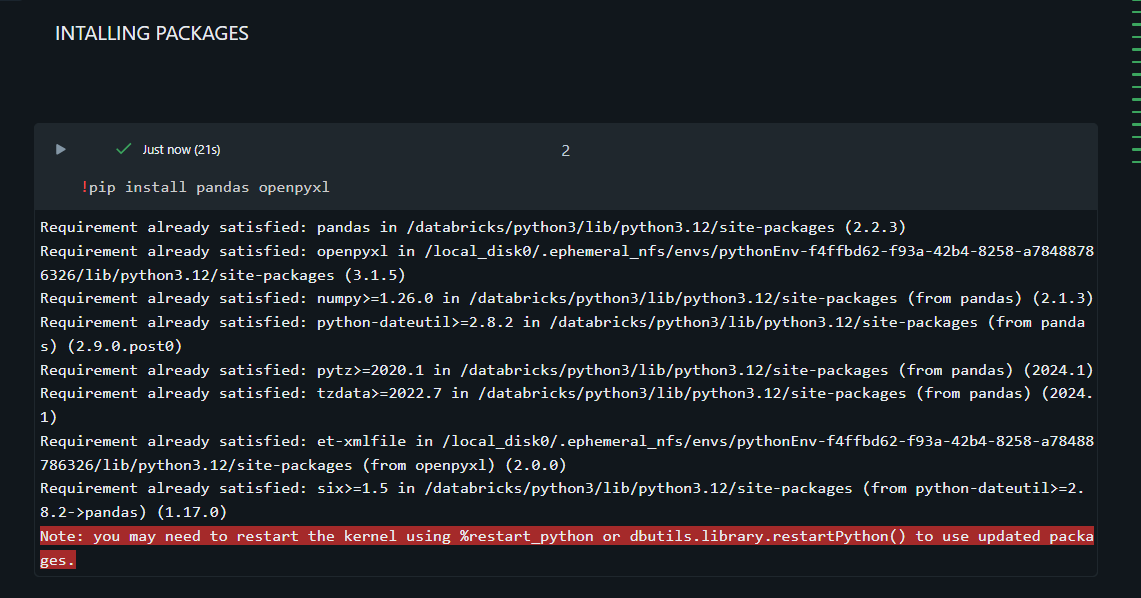 INTALLING PACKAGES
Just now (21s)
2
!pip install pandas openpyxl
Requirement already satisfied: pandas in /databricks/python3/lib/python3.12/site-packages (2.2.3)
Requirement already satisfied: openpyxl in /local_disk0/.ephemeral_nfs/envs/pythonEnv-f4ffbd62-f93a-42b4-8258-a7848878
6326/lib/python3.12/site-packages (3.1.5)
Requirement already satisfied: numpy>=1.26.0 in /databricks/python3/lib/python3.12/site-packages (from pandas) (2.1.3)
Requirement already satisfied: python-dateutil>=2.8.2 in /databricks/python3/lib/python3.12/site-packages (from panda
s) (2.9.0.post0)
Requirement already satisfied: pytz>=2020.1 in /databricks/python3/lib/python3.12/site-packages (from pandas) (2024.1)
Requirement already satisfied: tzdata>=2022.7 in /databricks/python3/lib/python3.12/site-packages (from pandas) (2024.
1)
Requirement already satisfied: et-xmlfile in /local_disk0/.ephemeral_nfs/envs/pythonEnv-f4ffbd62-f93a-42b4-8258-a78488
786326/lib/python3.12/site-packages (from openpyxl) (2.0.0)
Requirement already satisfied: six>=1.5 in /databricks/python3/lib/python3.12/site-packages (from python-dateutil>=2.
8.2->pandas) (1.17.0)
Note: you may need to restart the kernel using %restart_python or dbutils.library.restartPython() to use updated packa
ges.